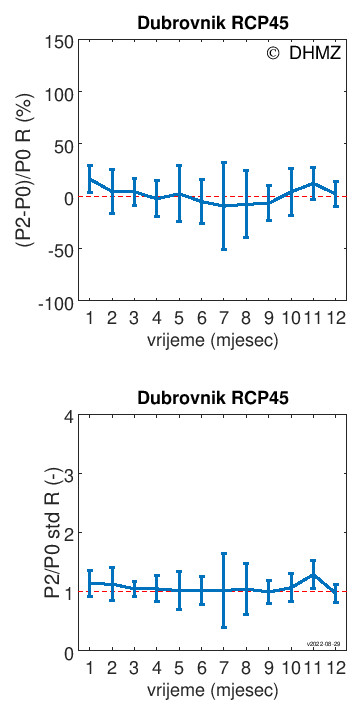 Dubrovnik RCP45
© DHMZ
(P2-P0)/P0 R (%)
150
100
50
0
-50
-100
1 2 3 4 5 6 7 8 9 10 11 12
vrijeme (mjesec)
Dubrovnik RCP45
P2/P0 std R (-)
4
3
2
1
0
v2022-08-29
1 2 3 4 5 6 7 8 9 10 11 12
vrijeme (mjesec)